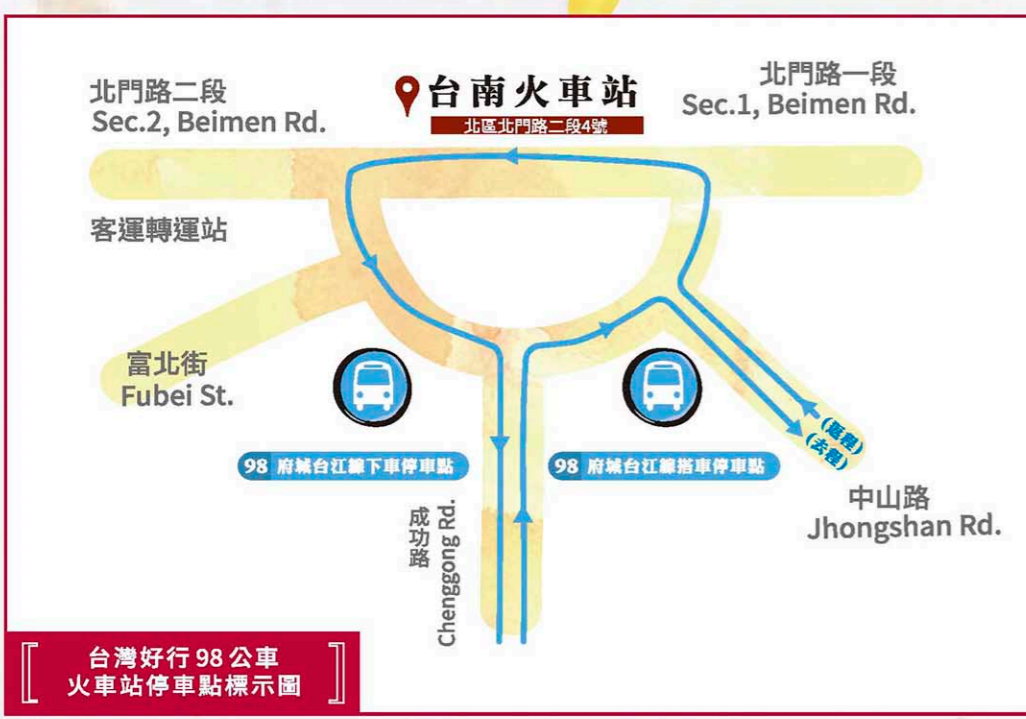 北門路二段
Sec.2, Beimen Rd.
台南火車站
北區北門路二段4號
北門路一段
Sec.1, Beimen Rd.
客運轉運站
富北街
Fubei St.
98 府城台江線下車停車點
98 府城台江線搭車停車點
(返程)
(去程)
中山路
Jhongshan Rd.
成功路
Chenggong Rd.
台灣好行98公車
火車站停車點標示圖